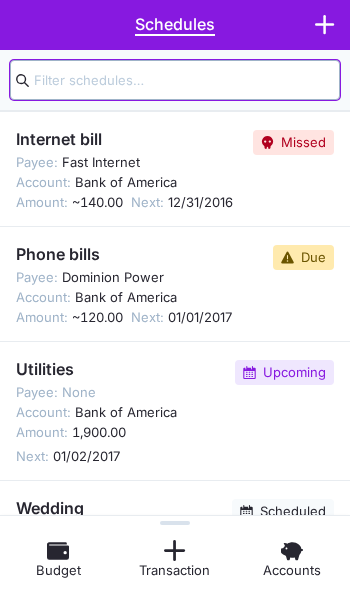 Schedules
Filter schedules...
Internet bill
Missed
Payee: Fast Internet
Account: Bank of America
Amount: ~140.00 Next: 12/31/2016
Phone bills
Due
Payee: Dominion Power
Account: Bank of America
Amount: ~120.00 Next: 01/01/2017
Utilities
Upcoming
Payee: None
Account: Bank of America
Amount: 1,900.00
Next: 01/02/2017
Wedding
Scheduled
Budget
Transaction
Accounts